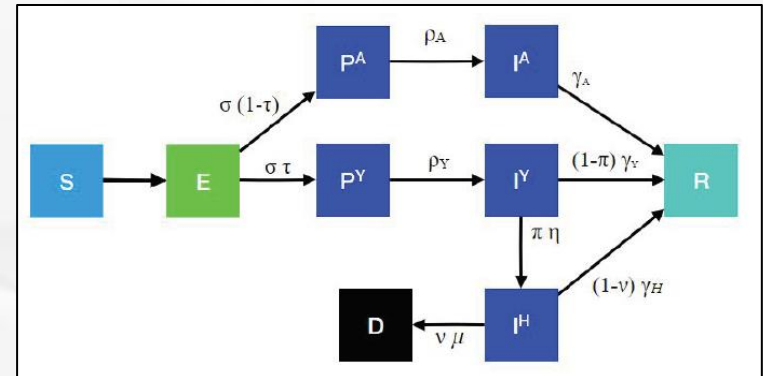 ρA
Pᴬ
Iᴬ
σ (1-τ)
γA
S
E
σ τ
Pʸ
ρY
Iʸ
(1-π) γY
R
π η
(1-ν) γH
D
ν μ
Iᴴ